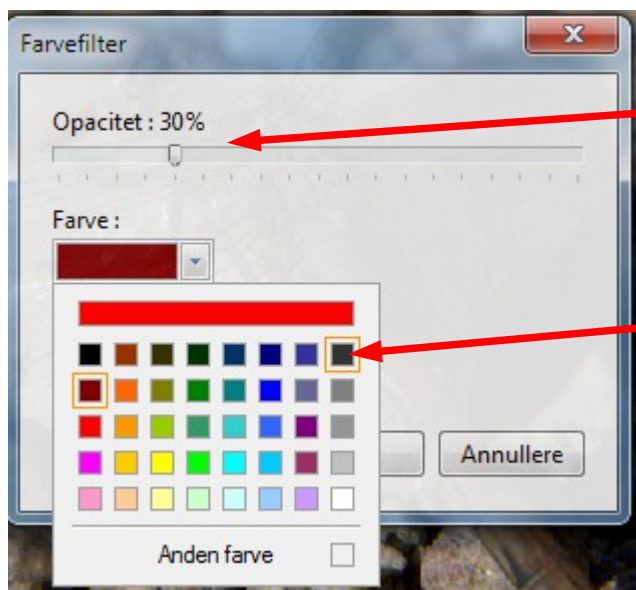 Farvefilter
Opacitet : 30%
Farve :
Annullere
Anden farve